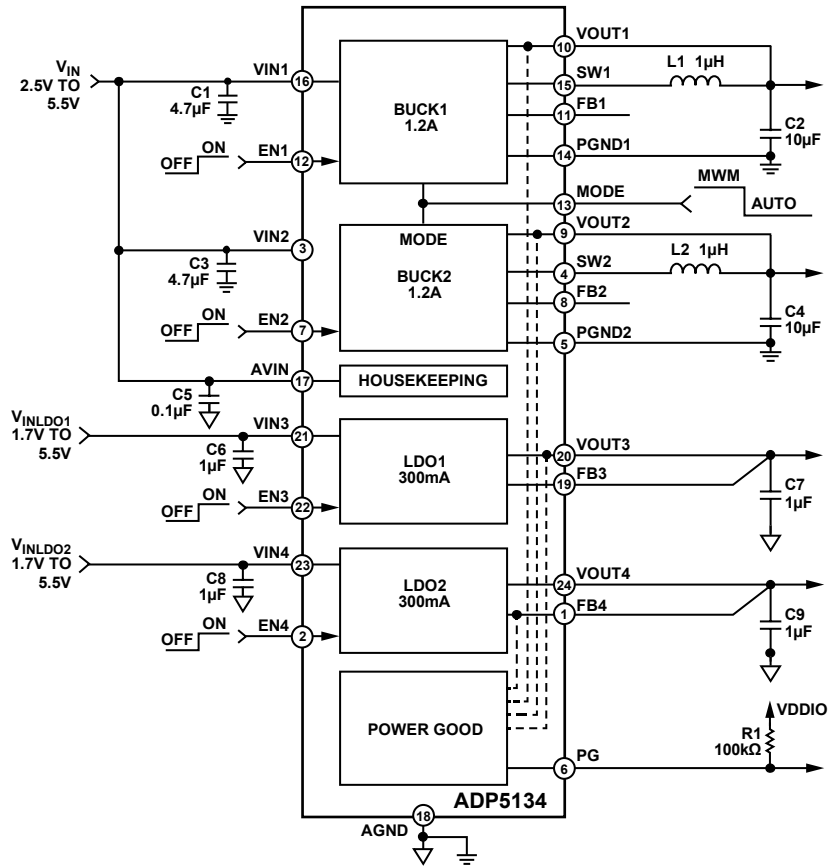 VIN
2.5V TO
5.5V
C1
4.7µF
VIN1
16
OFF
ON
EN1
12
BUCK1
1.2A
10
VOUT1
15
SW1
L1 1µH
11
FB1
14
PGND1
C2
10µF
13
MODE
MWM
AUTO
C3
4.7µF
VIN2
3
OFF
ON
EN2
7
MODE
BUCK2
1.2A
9
VOUT2
4
SW2
L2 1µH
8
FB2
5
PGND2
C4
10µF
C5
0.1µF
AVIN
17
HOUSEKEEPING
VINLDO1
1.7V TO
5.5V
C6
1µF
VIN3
21
OFF
ON
EN3
22
LDO1
300mA
20
VOUT3
19
FB3
C7
1µF
VINLDO2
1.7V TO
5.5V
C8
1µF
VIN4
23
OFF
ON
EN4
2
LDO2
300mA
24
VOUT4
1
FB4
C9
1µF
POWER GOOD
6
PG
VDDIO
R1
100kΩ
ADP5134
18
AGND